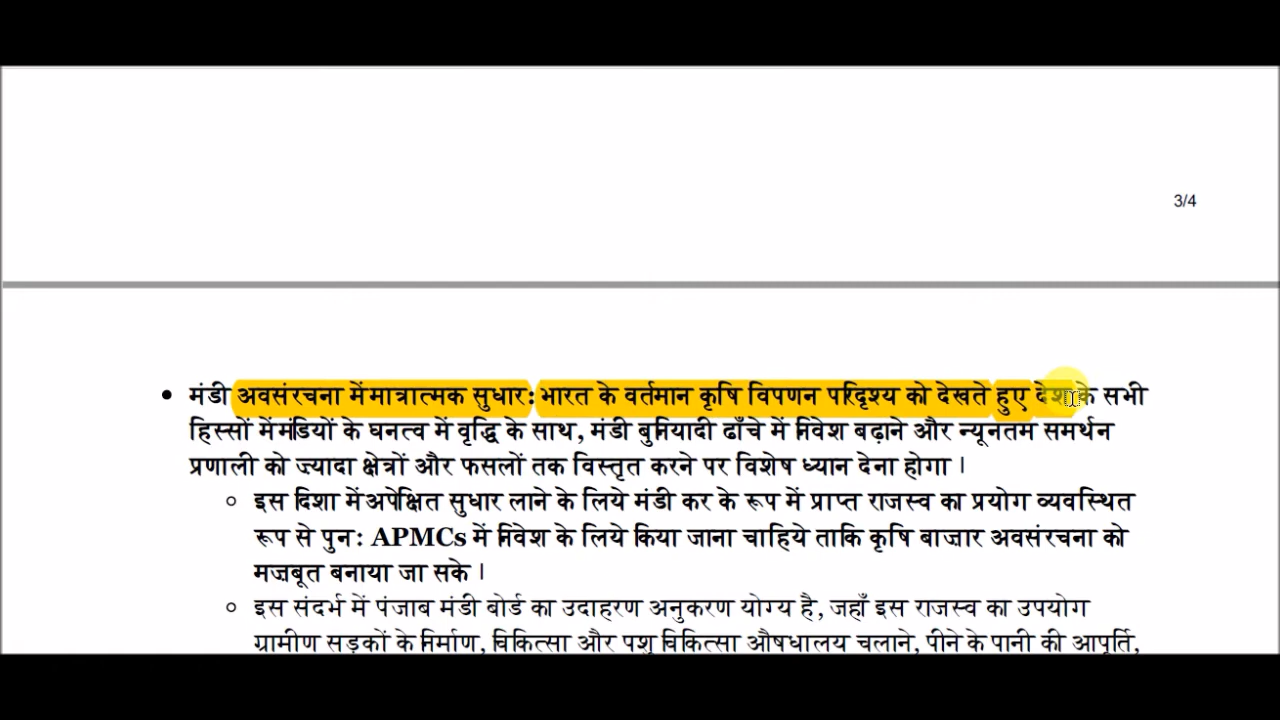 3/4
• मंडी अवसंरचना में मात्रात्मक सुधार: भारत के वर्तमान कृषि विपणन परिदृश्य को देखते हुए देश के सभी
हिस्सों में मंडियों के घनत्व में वृद्धि के साथ, मंडी बुनियादी ढाँचे में निवेश बढ़ाने और न्यूनतम समर्थन
प्रणाली को ज्यादा क्षेत्रों और फसलों तक विस्तृत करने पर विशेष ध्यान देना होगा।
○ इस दिशा में अपेक्षित सुधार लाने के लिये मंडी कर के रूप में प्राप्त राजस्व का प्रयोग व्यवस्थित
रूप से पुन: APMCs में निवेश के लिये किया जाना चाहिये ताकि कृषि बाज़ार अवसंरचना को
मजबूत बनाया जा सके।
○ इस संदर्भ में पंजाब मंडी बोर्ड का उदाहरण अनुकरण योग्य है, जहाँ इस राजस्व का उपयोग
ग्रामीण सड़कों के निर्माण, चिकित्सा और पशु चिकित्सा औषधालय चलाने, पीने के पानी की आपूर्ति,